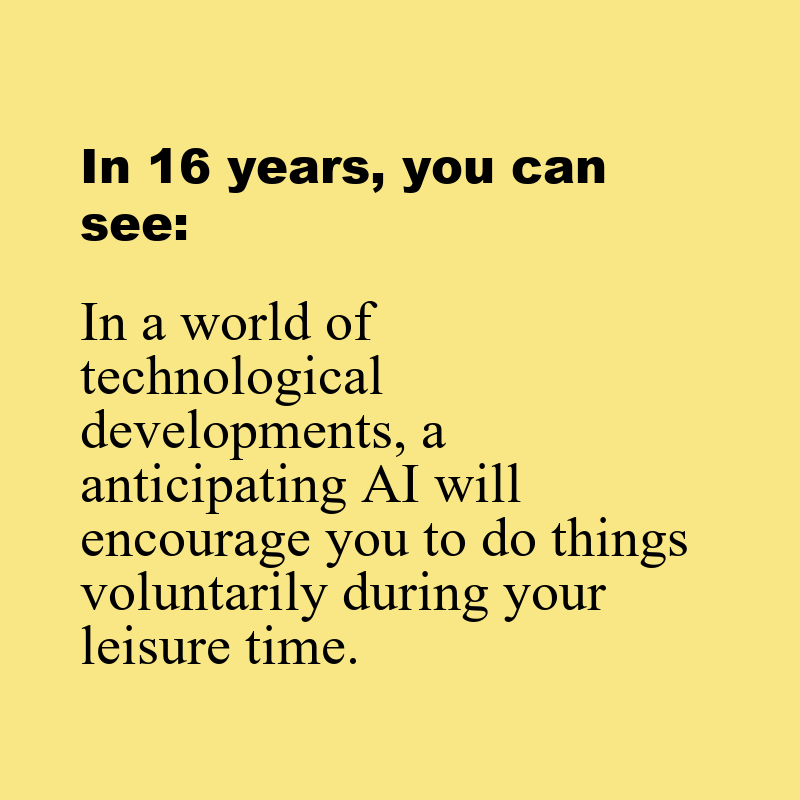 In 16 years, you can
see:
In a world of
technological
developments, a
anticipating AI will
encourage you to do things
voluntarily during your
leisure time.